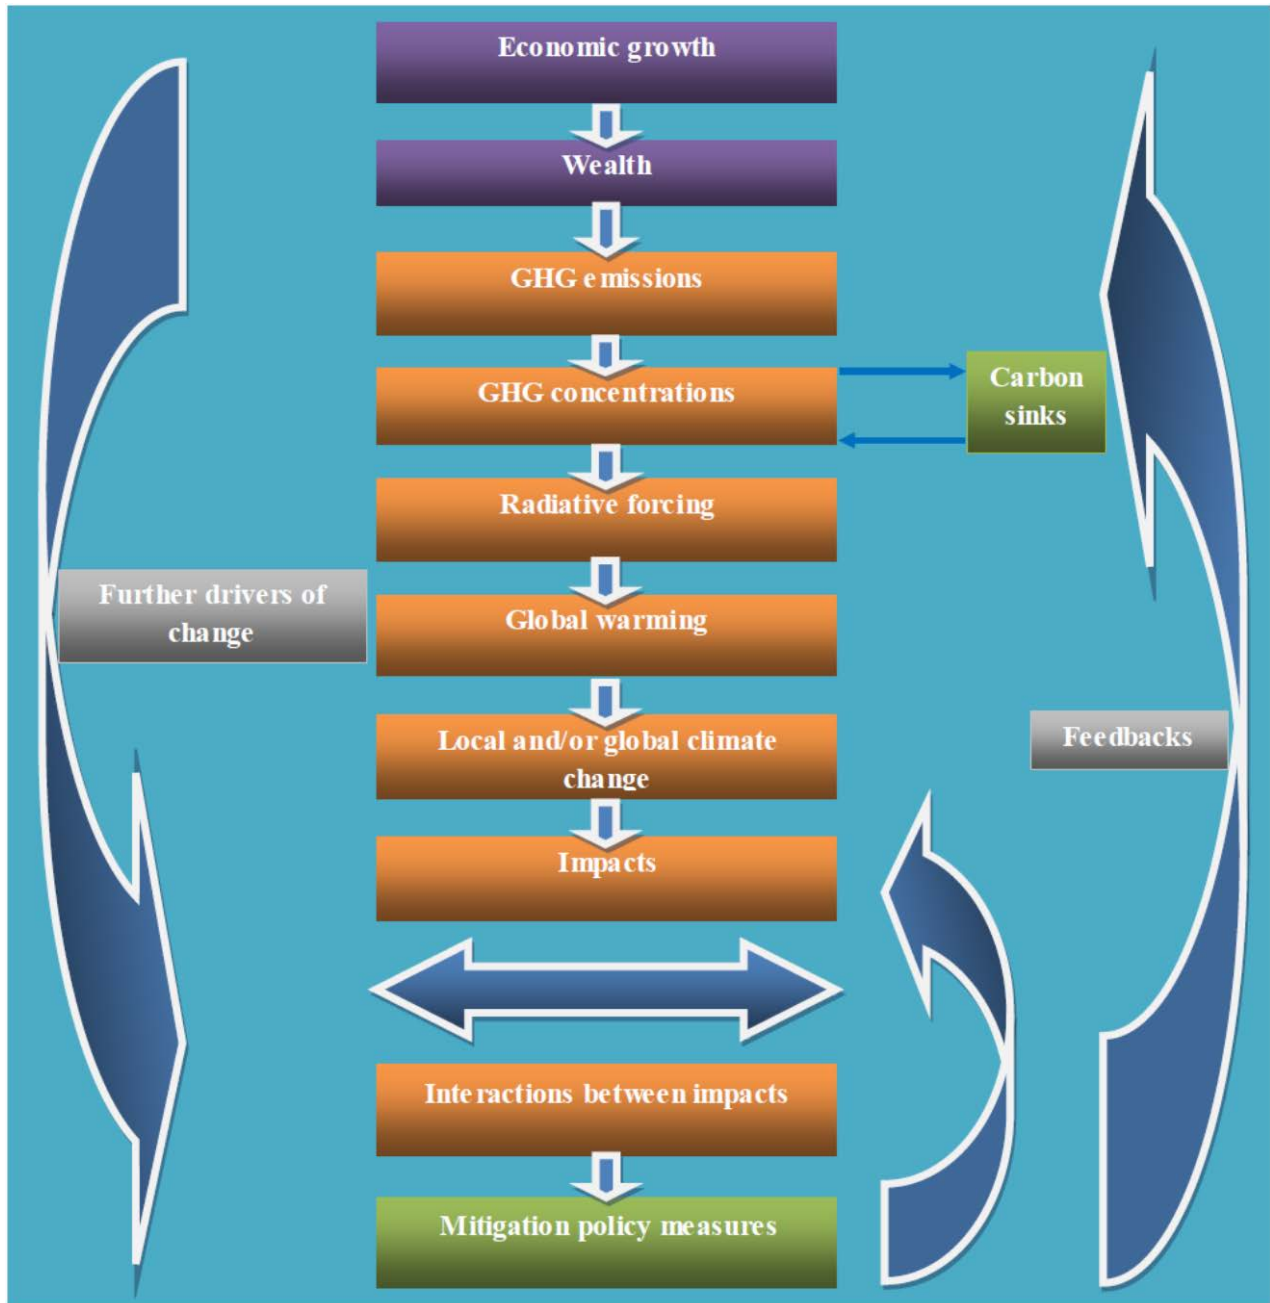 Economic growth
Wealth
GHG emissions
GHG concentrations
Carbon
sinks
Radiative forcing
Further drivers of
change
Global warming
Local and/or global climate
change
Feedbacks
Impacts
Interactions between impacts
Mitigation policy measures